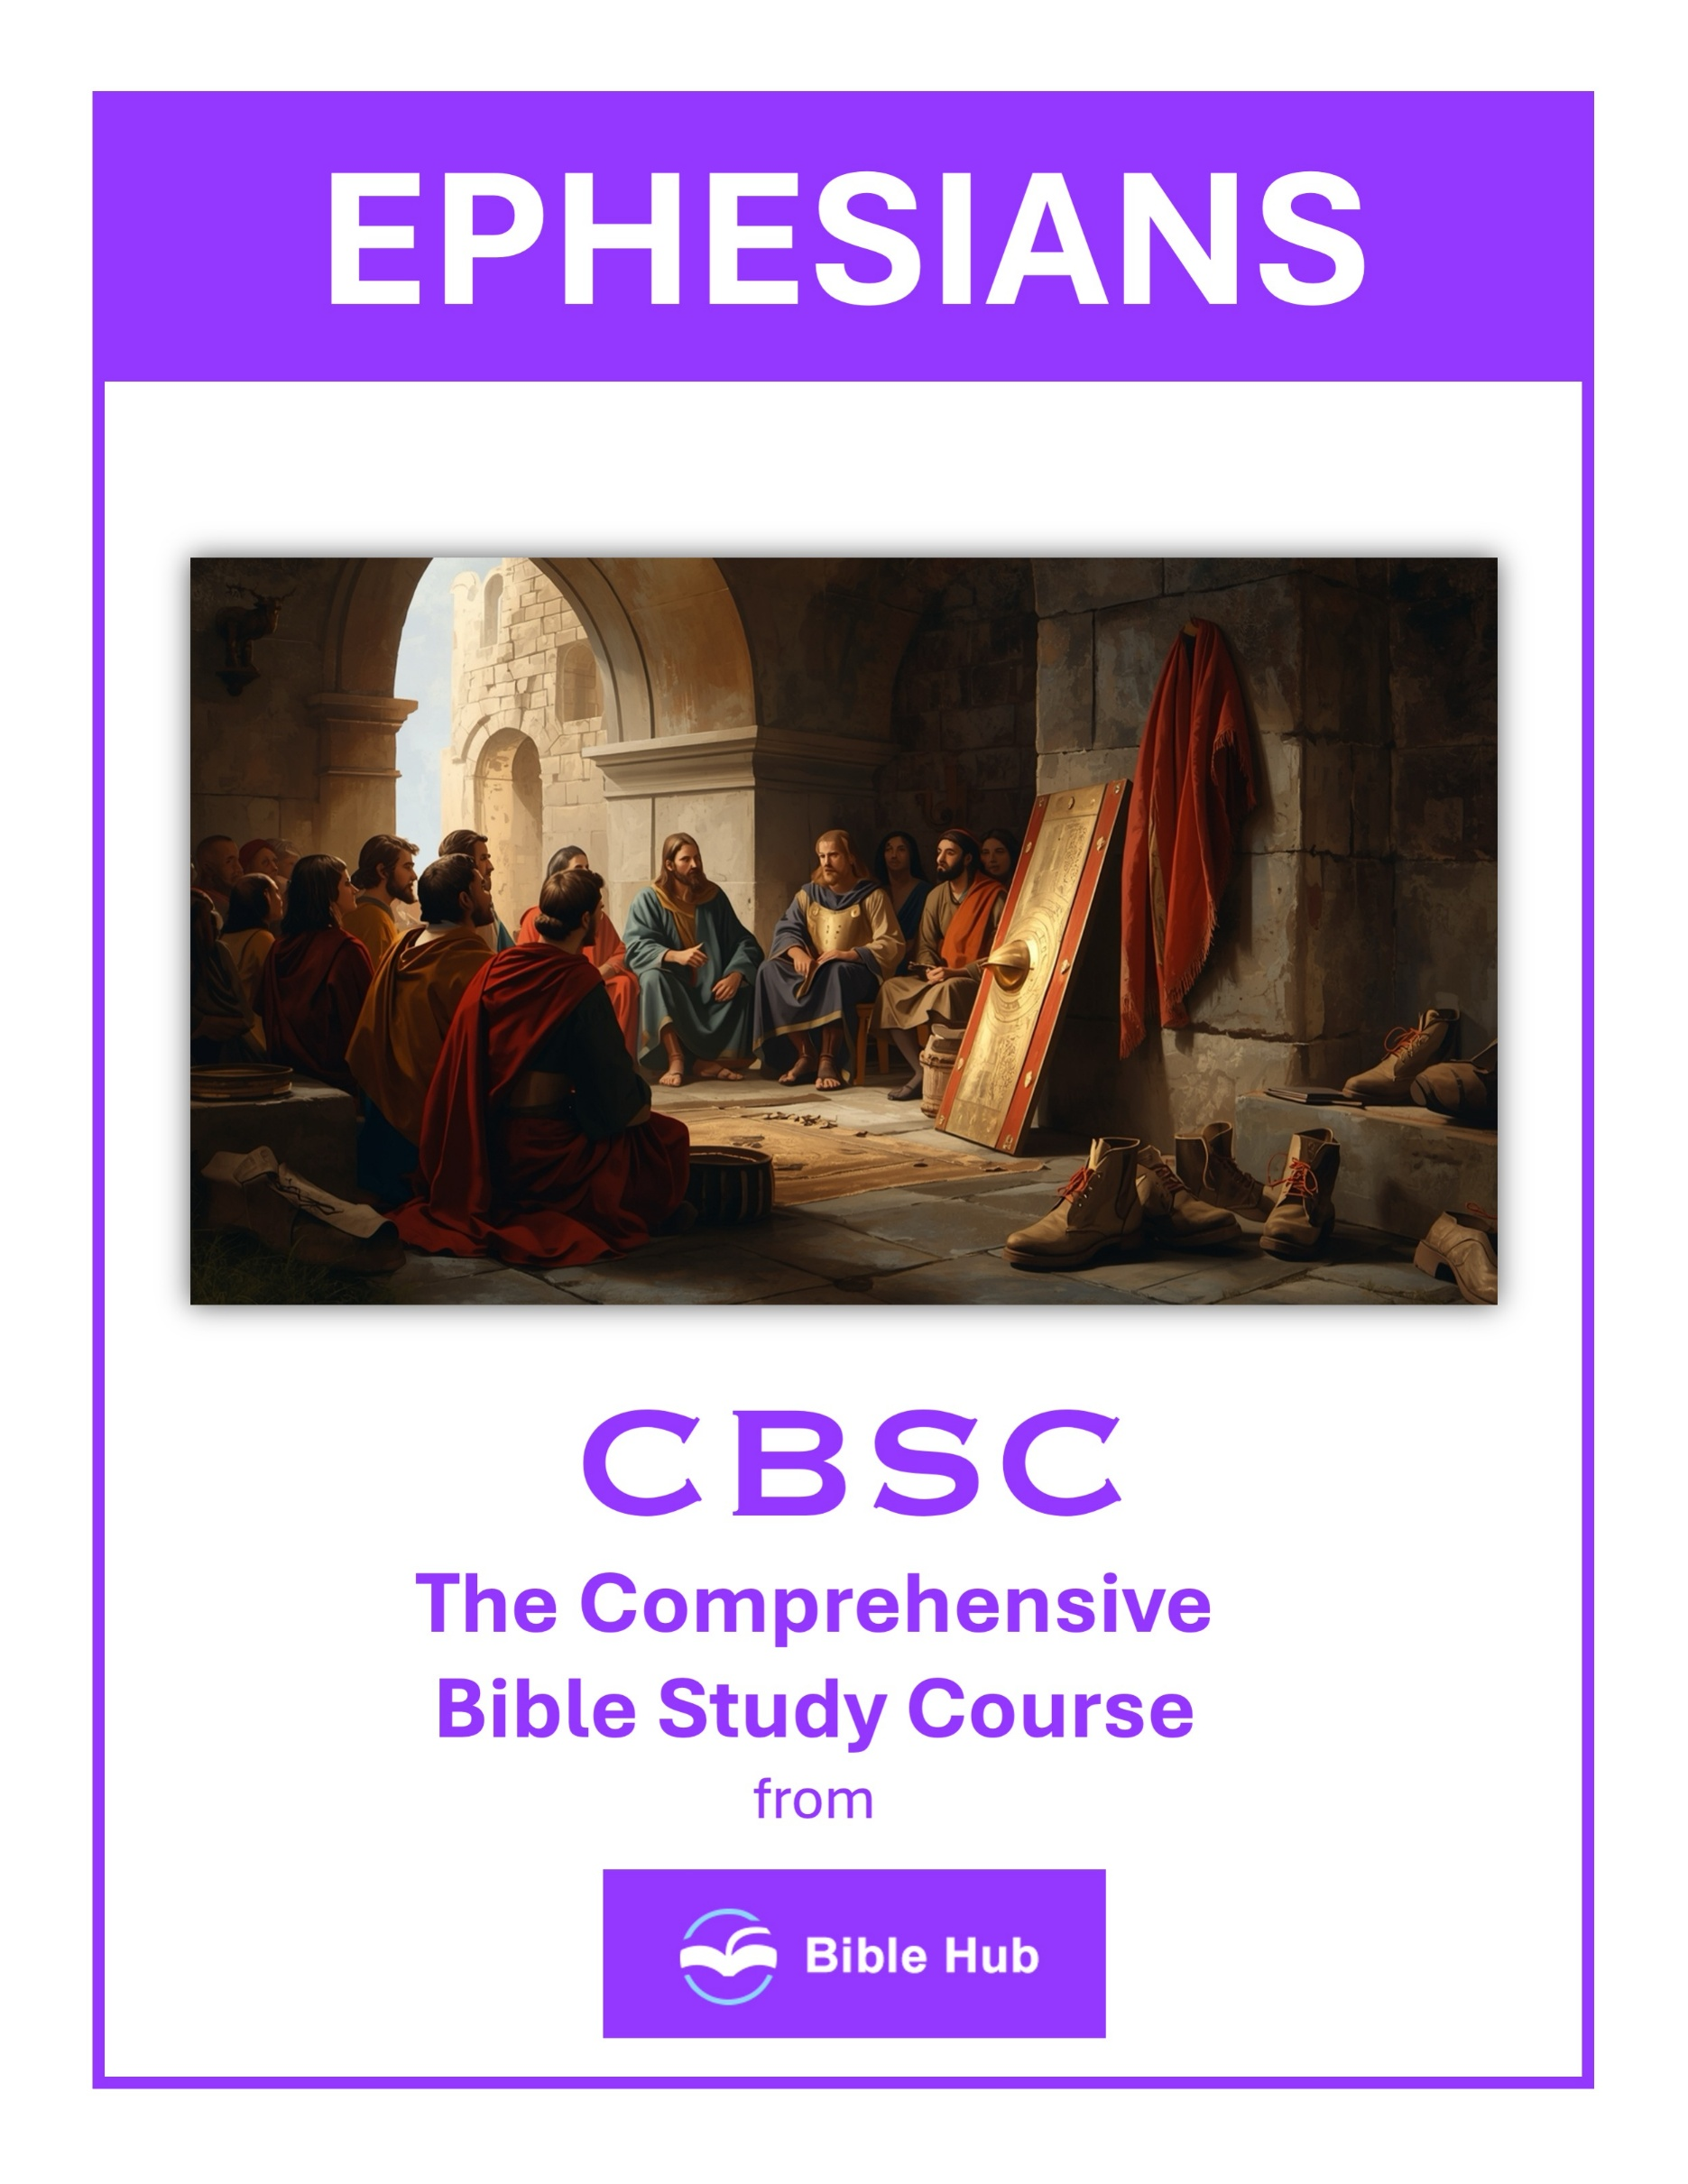 EPHESIANS
CBSC
The Comprehensive
Bible Study Course
from
Bible Hub